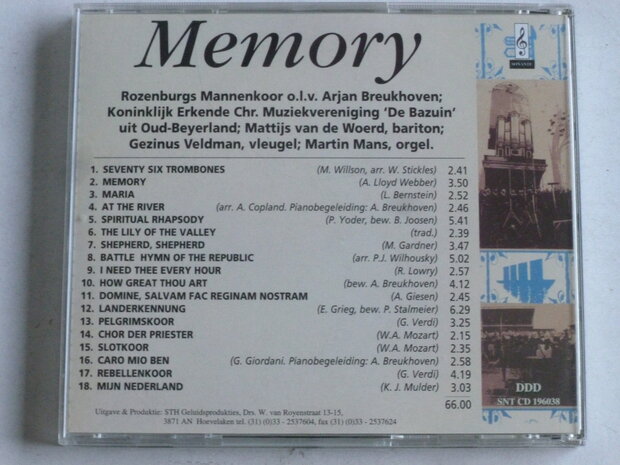 Memory
SONANTE
Rozenburgs Mannenkoor o.l.v. Arjan Breukhoven;
Koninklijk Erkende Chr. Muziekvereniging 'De Bazuin'
uit Oud-Beyerland; Mattijs van de Woerd, bariton;
Gezinus Veldman, vleugel; Martin Mans, orgel.
1. SEVENTY SIX TROMBONES (M. Willson, arr. W. Stickles) 2.41
2. MEMORY (A. Lloyd Webber) 3.50
3. MARIA (L. Bernstein) 2.52
4. AT THE RIVER (arr. A. Copland. Pianobegeleiding: A. Breukhoven) 2.46
5. SPIRITUAL RHAPSODY (P. Yoder, bew. B. Joosen) 5.41
6. THE LILY OF THE VALLEY (trad.) 2.39
7. SHEPHERD, SHEPHERD (M. Gardner) 3.47
8. BATTLE HYMN OF THE REPUBLIC (arr. P.J. Wilhousky) 5.02
9. I NEED THEE EVERY HOUR (R. Lowry) 2.57
10. HOW GREAT THOU ART (bew. A. Breukhoven) 4.12
11. DOMINE, SALVAM FAC REGINAM NOSTRAM (A. Giesen) 2.45
12. LANDERKENNUNG (E. Grieg, bew. P. Stalmeier) 6.29
13. PELGRIMSKOOR (G. Verdi) 3.25
14. CHOR DER PRIESTER (W.A. Mozart) 2.15
15. SLOTKOOR (W.A. Mozart) 2.35
16. CARO MIO BEN (G. Giordani. Pianobegeleiding: A. Breukhoven) 2.58
17. REBELLENKOOR (G. Verdi) 4.19
18. MIJN NEDERLAND (K. J. Mulder) 3.03
66.00
DDD
SNT CD 196038
Uitgave & Produktie: STH Geluidsprodukties, Drs. W. van Royenstraat 13-15,
3871 AN Hoevelaken tel. (31) (0)33 - 2537604, fax (31) (0)33 - 2537624